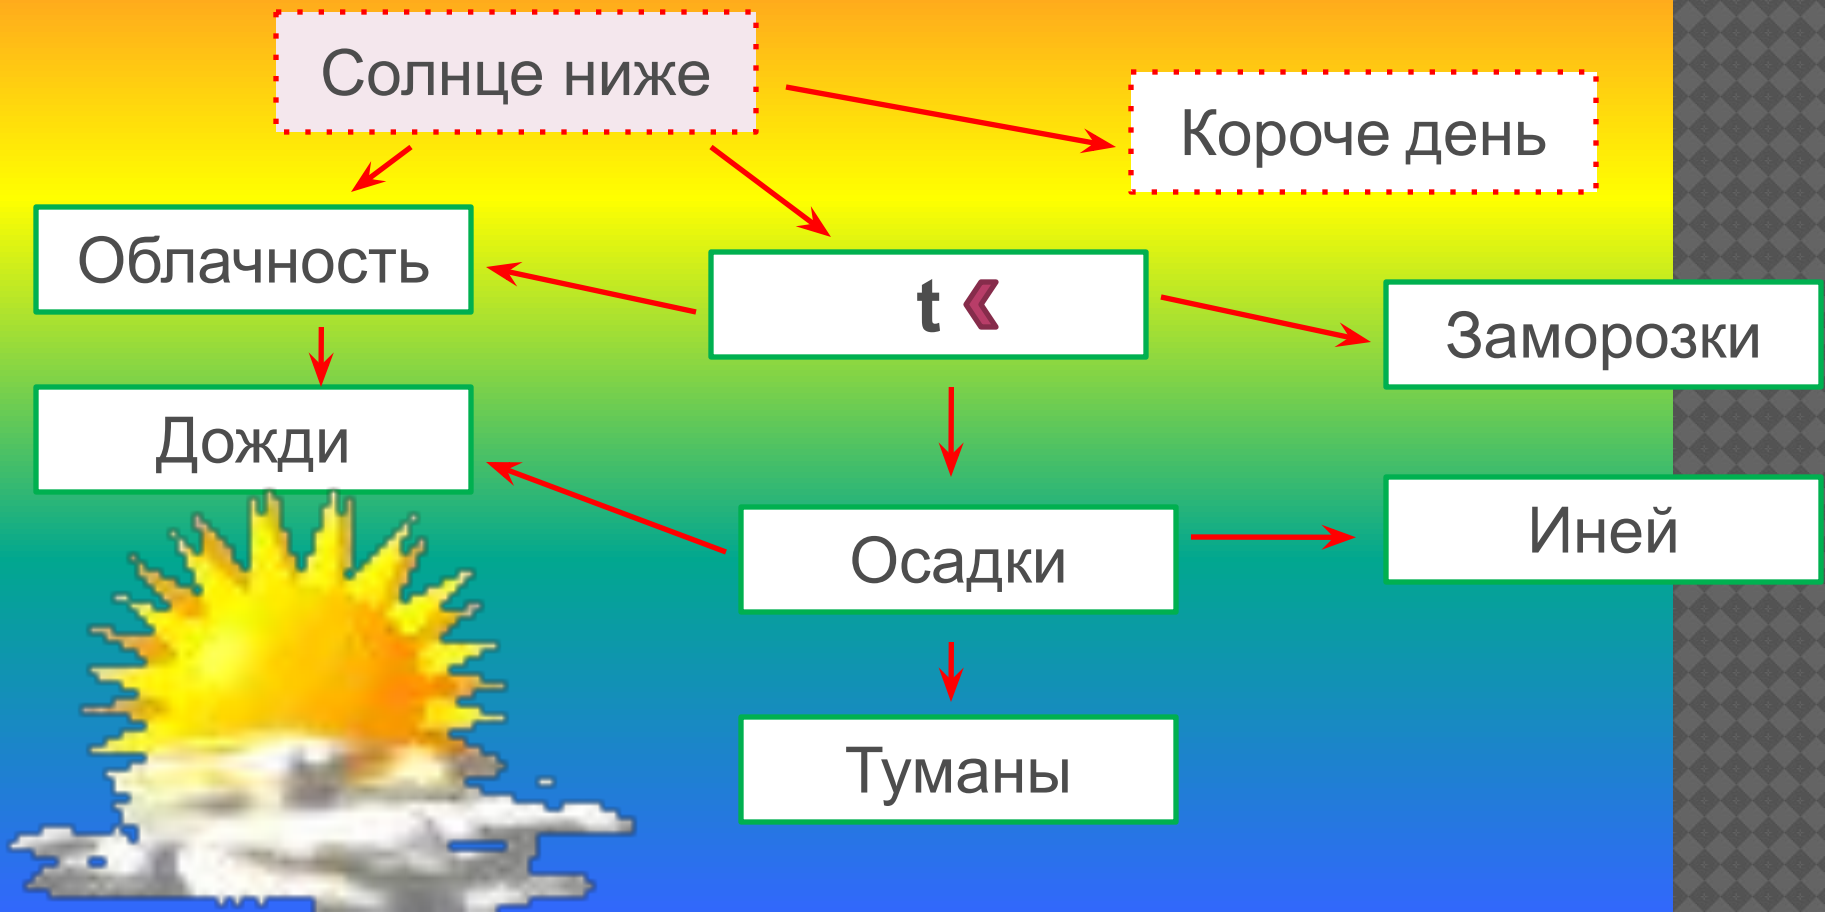 Солнце ниже
Короче день
Облачность
t
Заморозки
Дожди
Иней
Осадки
Туманы